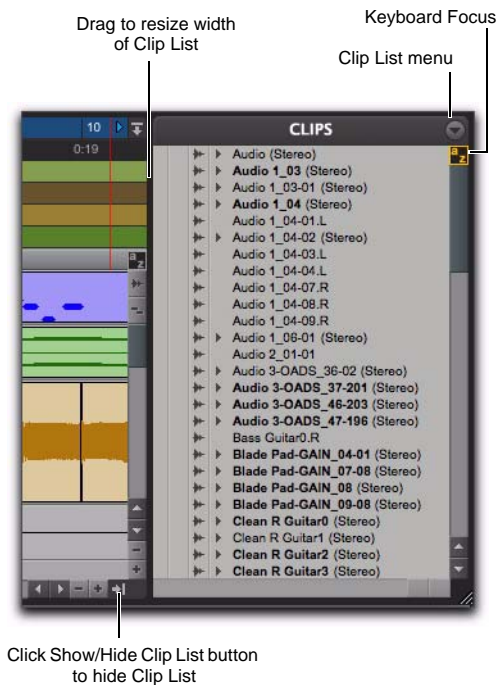 Drag to resize width
of Clip List
Keyboard Focus
Clip List menu
10
0:19
CLIPS
a
z
a
z
Audio (Stereo)
Audio 1_03 (Stereo)
Audio 1_03-01 (Stereo)
Audio 1_04 (Stereo)
Audio 1_04-01.L
Audio 1_04-02 (Stereo)
Audio 1_04-03.L
Audio 1_04-04.L
Audio 1_04-07.R
Audio 1_04-08.R
Audio 1_04-09.R
Audio 1_06-01 (Stereo)
Audio 2_01-01
Audio 3-OADS_36-02 (Stereo)
Audio 3-OADS_37-201 (Stereo)
Audio 3-OADS_46-203 (Stereo)
Audio 3-OADS_47-196 (Stereo)
Bass Guitar0.R
Blade Pad-GAIN_04-01 (Stereo)
Blade Pad-GAIN_07-08 (Stereo)
Blade Pad-GAIN_08 (Stereo)
Blade Pad-GAIN_09-08 (Stereo)
Clean R Guitar0 (Stereo)
Clean R Guitar1 (Stereo)
Clean R Guitar2 (Stereo)
Clean R Guitar3 (Stereo)
Click Show/Hide Clip List button
to hide Clip List